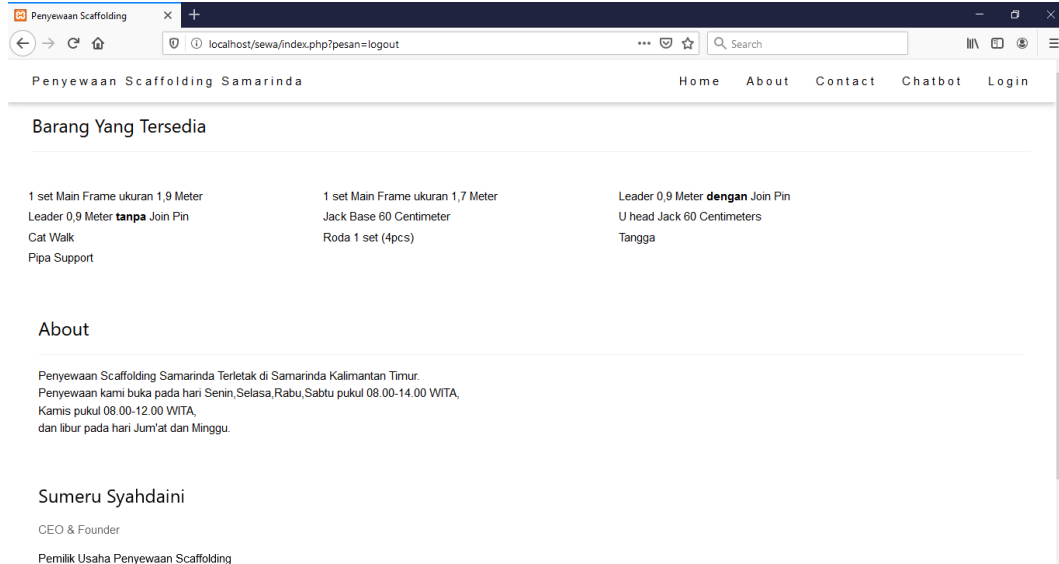 Penyewaan Scaffolding
localhost/sewa/index.php?pesan=logout
Search
Penyewaan Scaffolding Samarinda
Home About Contact Chatbot Login
Barang Yang Tersedia
1 set Main Frame ukuran 1,9 Meter 1 set Main Frame ukuran 1,7 Meter Leader 0,9 Meter dengan Join Pin
Leader 0,9 Meter tanpa Join Pin Jack Base 60 Centimeter U head Jack 60 Centimeters
Cat Walk Roda 1 set (4pcs) Tangga
Pipa Support
About
Penyewaan Scaffolding Samarinda Terletak di Samarinda Kalimantan Timur.
Penyewaan kami buka pada hari Senin,Selasa,Rabu,Sabtu pukul 08.00-14.00 WITA,
Kamis pukul 08.00-12.00 WITA,
dan libur pada hari Jum'at dan Minggu.
Sumeru Syahdaini
CEO & Founder
Pemilik Usaha Penyewaan Scaffolding